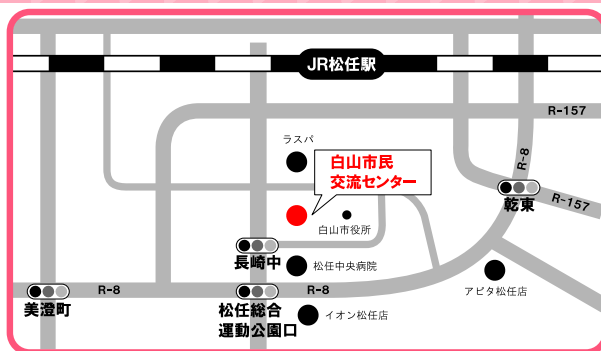 JR松任駅
R-157
ラスパ
白山市民
交流センター
R-8
R-157
乾東
白山市役所
長崎中
松任中央病院
アピタ松任店
R-8
R-8
美澄町
松任総合
運動公園口
イオン松任店